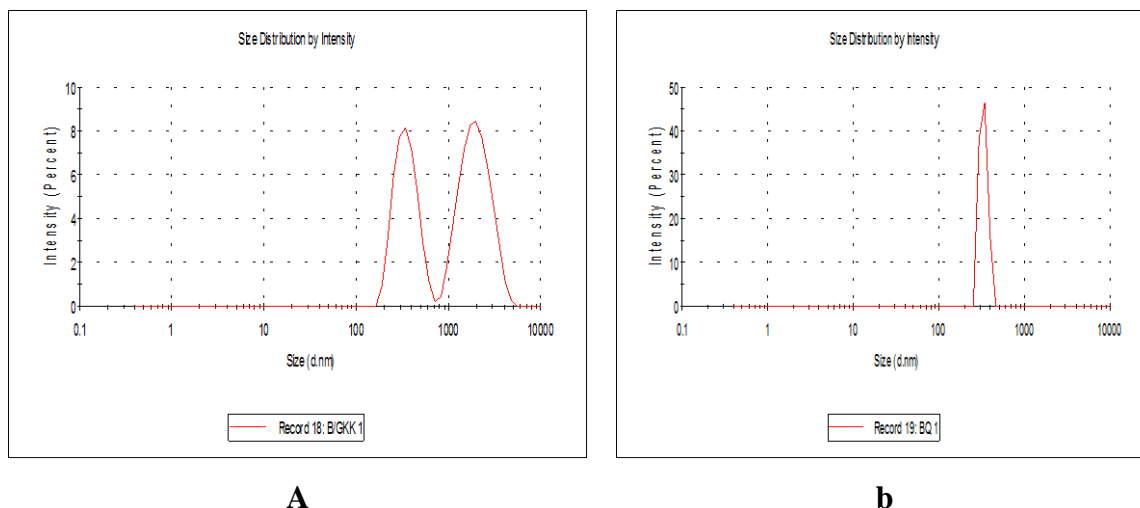 Size Distribution by Intensity
10
8
6
4
2
0
0.1 1 10 100 1000 10000
Intensity (Percent)
Size (d.nm)
Record 18: B/GKK 1
A
Size Distribution by Intensity
50
40
30
20
10
0
0.1 1 10 100 1000 10000
Intensity (Percent)
Size (d.nm)
Record 19: BQ 1
b